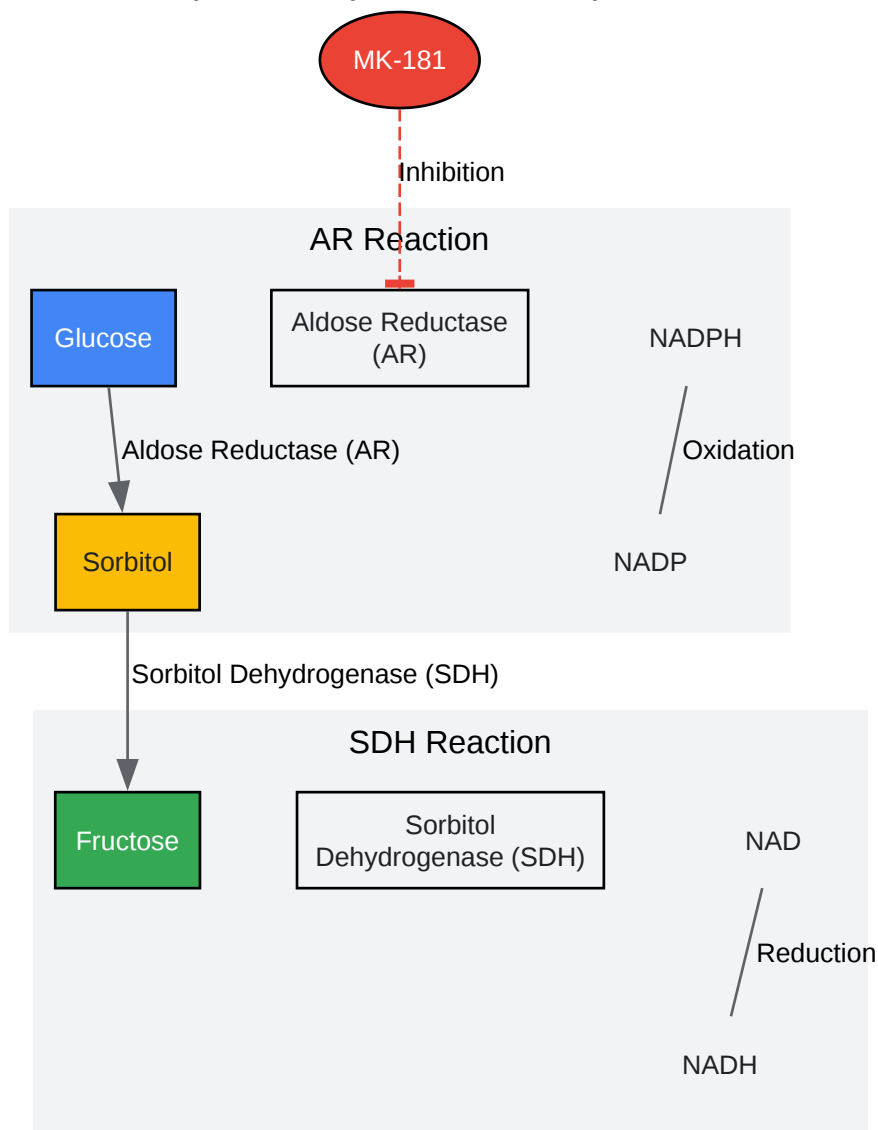 MK-181
Inhibition
AR Reaction
Glucose
Aldose Reductase
(AR)
NADPH
Aldose Reductase (AR)
Oxidation
Sorbitol
NADP
Sorbitol Dehydrogenase (SDH)
SDH Reaction
Fructose
Sorbitol
Dehydrogenase (SDH)
NAD
Reduction
NADH